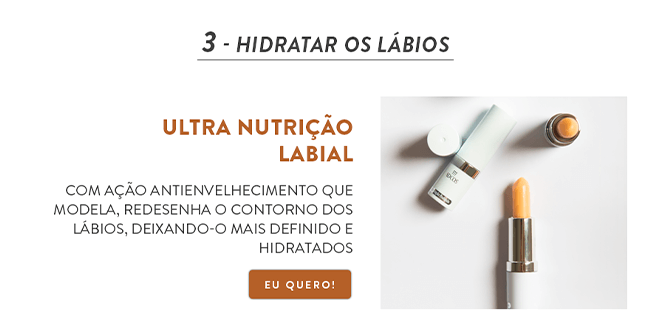 3 - HIDRATAR OS LÁBIOS
ULTRA NUTRIÇÃO
LABIAL
COM AÇÃO ANTIENVELHECIMENTO QUE
MODELA, REDESENHA O CONTORNO DOS
LÁBIOS, DEIXANDO-O MAIS DEFINIDO E
HIDRATADOS
EU QUERO!